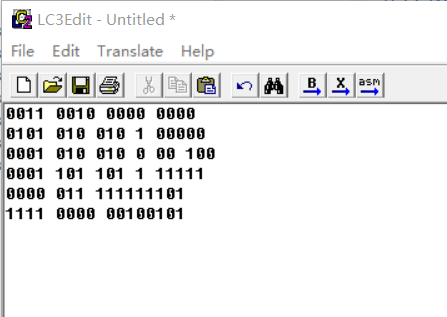 LC3Edit - Untitled *
File Edit Translate Help
B X asm
0011 0010 0000 0000
0101 010 010 1 00000
0001 010 010 0 00 100
0001 101 101 1 11111
0000 011 111111101
1111 0000 00100101